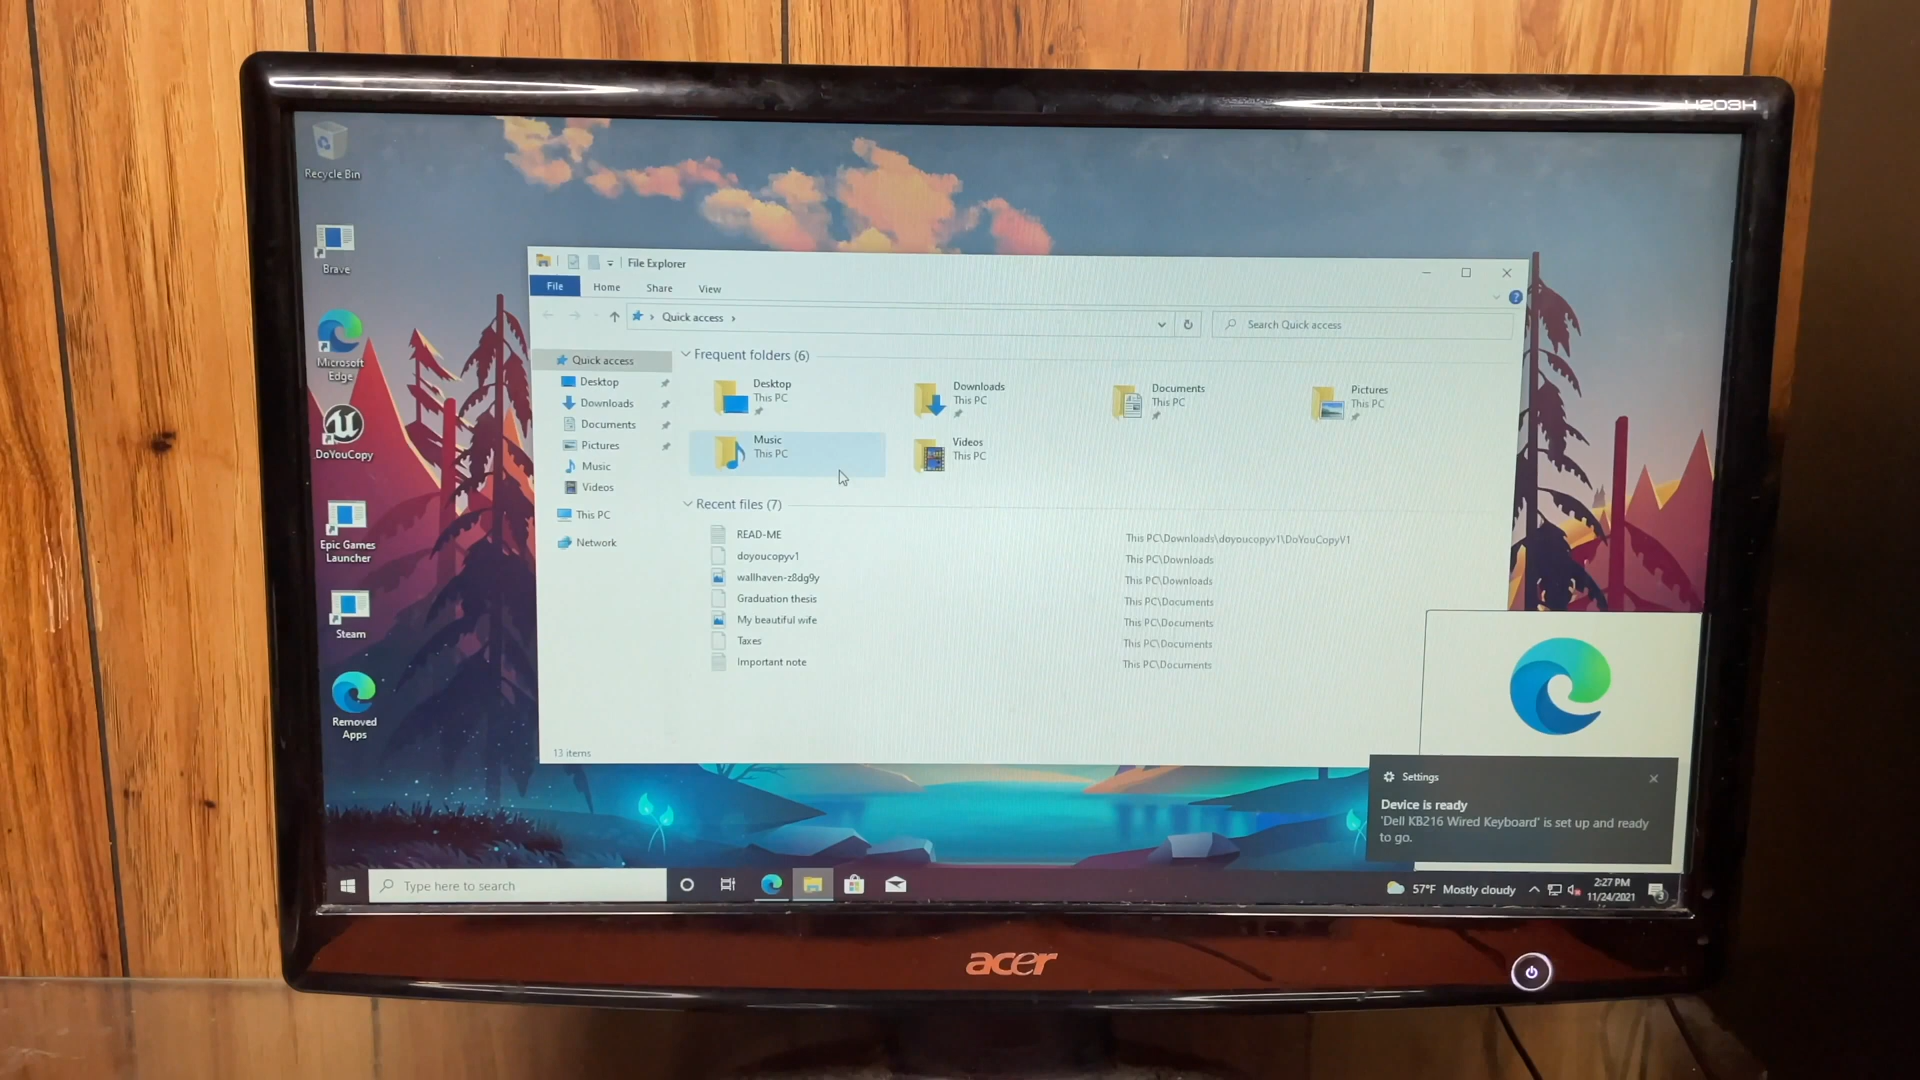 H203H
Recycle Bin
Brave
Microsoft
Edge
DoYouCopy
Epic Games
Launcher
Steam
Removed
Apps
File Explorer
File
Home
Share
View
Quick access
Search Quick access
Quick access
Desktop
Downloads
Documents
Pictures
Music
Videos
This PC
Network
Frequent folders (6)
Desktop
This PC
Downloads
This PC
Documents
This PC
Pictures
This PC
Music
This PC
Videos
This PC
Recent files (7)
READ-ME
This PC\Downloads\doyoucopyv1\DoYouCopyV1
doyoucopyv1
This PC\Downloads
wallhaven-z8dg9y
This PC\Downloads
Graduation thesis
This PC\Documents
My beautiful wife
This PC\Documents
Taxes
This PC\Documents
Important note
This PC\Documents
13 items
Settings
Device is ready
'Dell KB216 Wired Keyboard' is set up and ready
to go.
Type here to search
57°F Mostly cloudy
2:27 PM
11/24/2021
3
acer